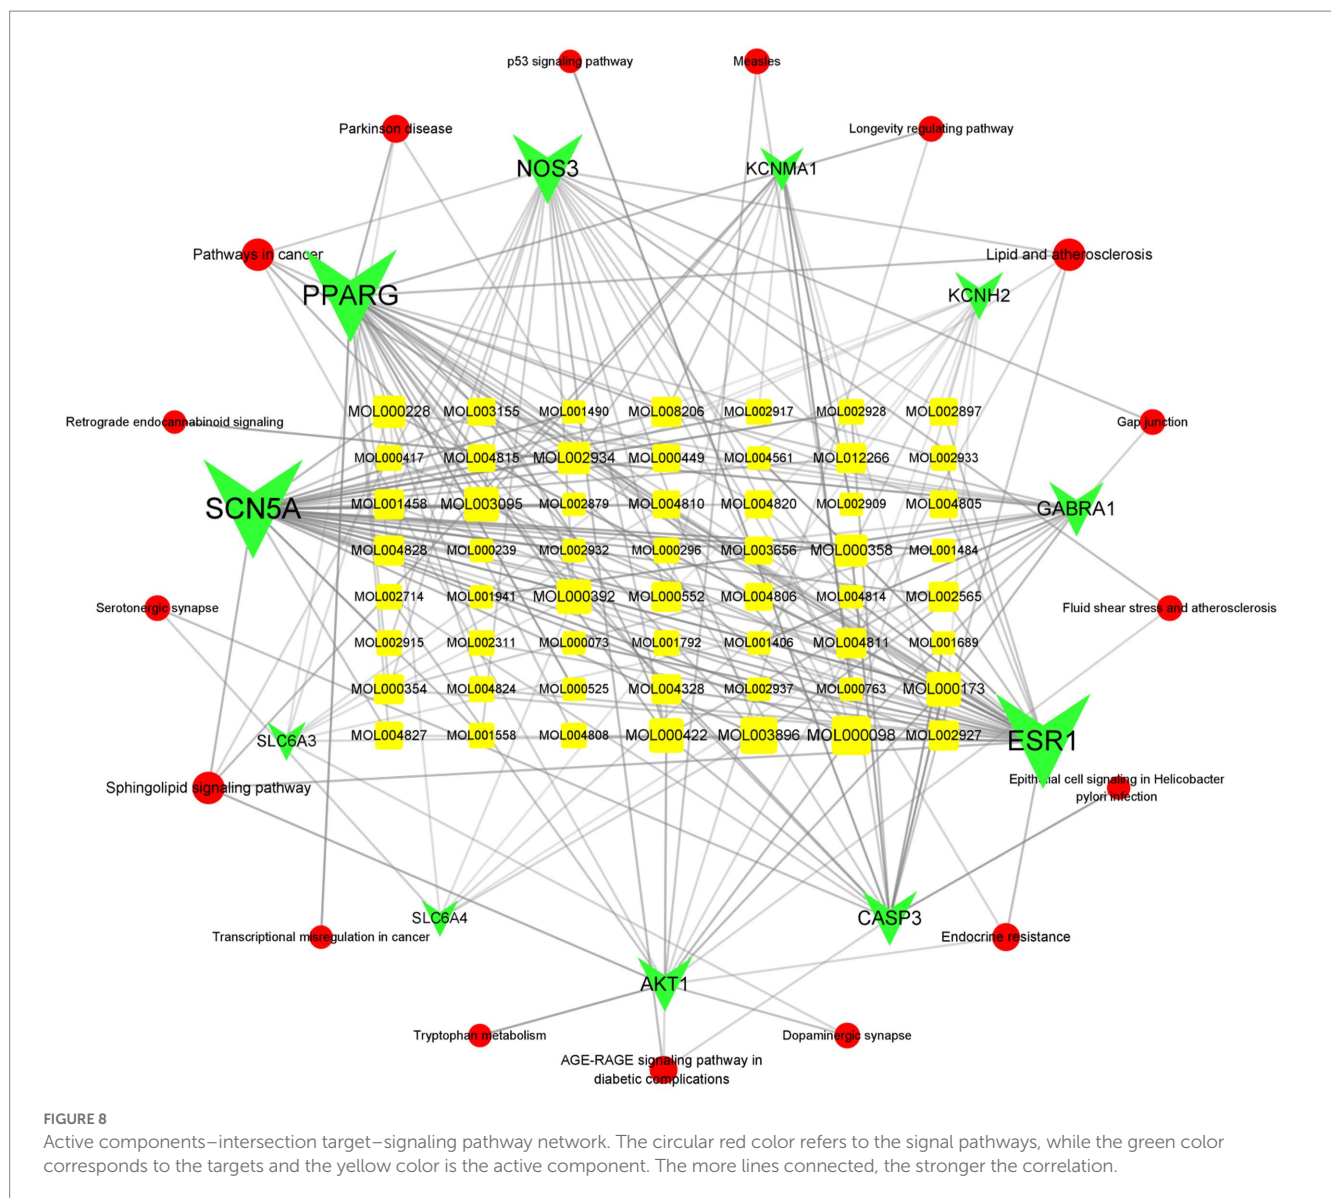 p53 signaling pathway
Measles
Parkinson disease
Longevity regulating pathway
NOS3
KCNMA1
Pathways in cancer
Lipid and atherosclerosis
PPARG
KCNH2
MOL000228 MOL003155 MOL001490 MOL008206 MOL002917 MOL002928 MOL002897
Retrograde endocannabinoid signaling
Gap junction
MOL000417 MOL004815 MOL002934 MOL000449 MOL004561 MOL012266 MOL002933
SCN5A
MOL001458 MOL003095 MOL002879 MOL004810 MOL004820 MOL002909 MOL004805
GABRA1
MOL004828 MOL000239 MOL002932 MOL000296 MOL003656 MOL000358 MOL001484
MOL002714 MOL001941 MOL000392 MOL000552 MOL004806 MOL004814 MOL002565
Serotonergic synapse
Fluid shear stress and atherosclerosis
MOL002915 MOL002311 MOL000073 MOL001792 MOL001406 MOL004811 MOL001689
MOL000354 MOL004824 MOL000525 MOL004328 MOL002937 MOL000763 MOL000173
MOL004827 MOL001558 MOL004808 MOL000422 MOL003896 MOL000098 MOL002927
SLC6A3
ESR1
Sphingolipid signaling pathway
Epithelial cell signaling in Helicobacter
pylori infection
SLC6A4
CASP3
Transcriptional misregulation in cancer
Endocrine resistance
AKT1
Tryptophan metabolism
Dopaminergic synapse
AGE-RAGE signaling pathway in
diabetic complications
FIGURE 8
Active components–intersection target–signaling pathway network. The circular red color refers to the signal pathways, while the green color
corresponds to the targets and the yellow color is the active component. The more lines connected, the stronger the correlation.